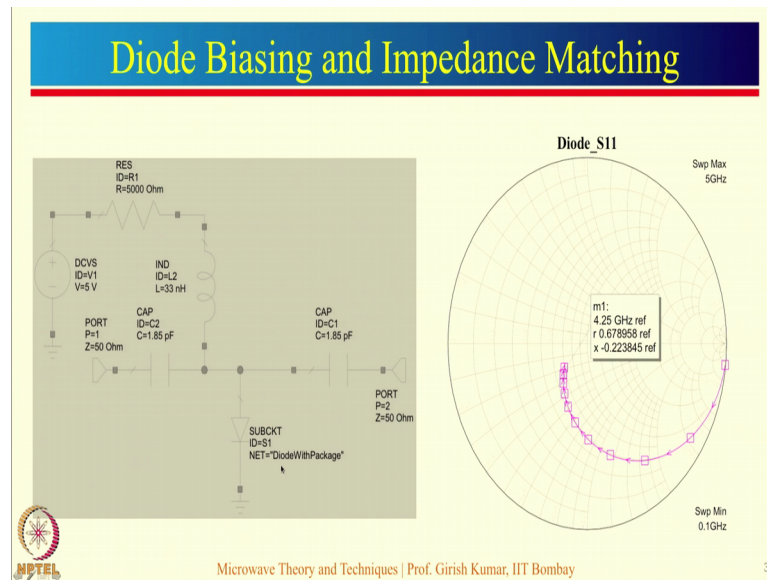 Diode Biasing and Impedance Matching
RES
ID=R1
R=5000 Ohm
DCVS
ID=V1
V=5 V
IND
ID=L2
L=33 nH
PORT
P=1
Z=50 Ohm
CAP
ID=C2
C=1.85 pF
CAP
ID=C1
C=1.85 pF
PORT
P=2
Z=50 Ohm
SUBCKT
ID=S1
NET="DiodeWithPackage"
Diode_S11
Swp Max
5GHz
m1:
4.25 GHz ref
r 0.678958 ref
x -0.223845 ref
Swp Min
0.1GHz
NPTEL
Microwave Theory and Techniques | Prof. Girish Kumar, IIT Bombay
3